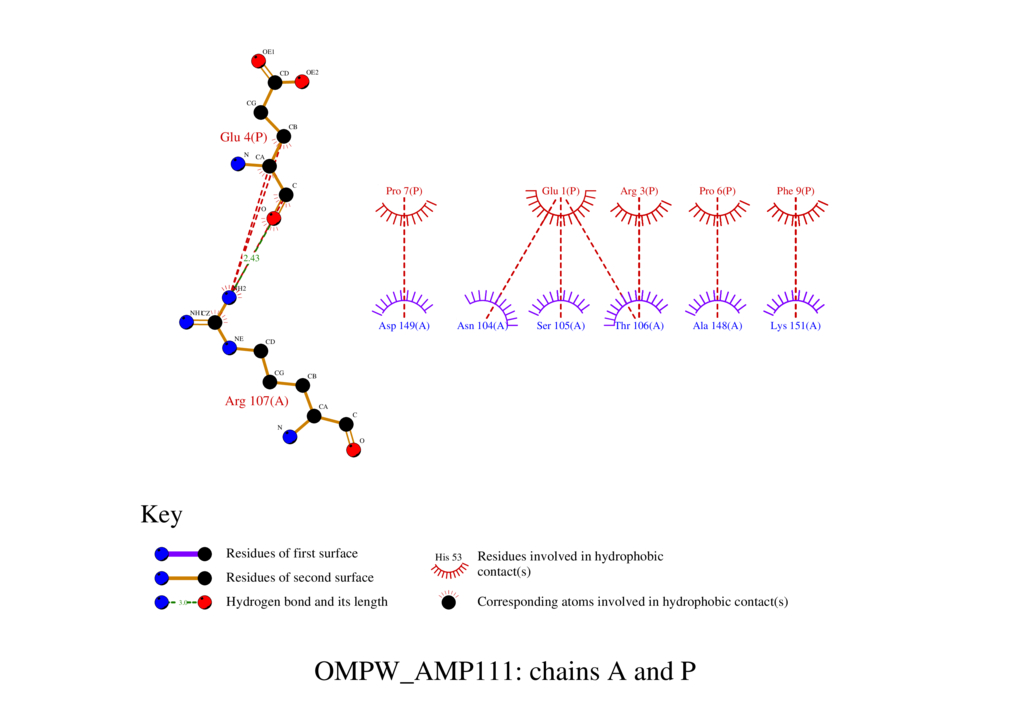 OE1
CD
OE2
CG
CB
Glu 4(P)
N
CA
C
O
2.43
NH2
NH1
CZ
NE
CD
CG
CB
Arg 107(A)
CA
C
N
O
Pro 7(P)
Glu 1(P)
Arg 3(P)
Pro 6(P)
Phe 9(P)
Asp 149(A)
Asn 104(A)
Ser 105(A)
Thr 106(A)
Ala 148(A)
Lys 151(A)
Key
Residues of first surface
Residues of second surface
3.0
Hydrogen bond and its length
His 53
Residues involved in hydrophobic
contact(s)
Corresponding atoms involved in hydrophobic contact(s)
OMPW_AMP111: chains A and P